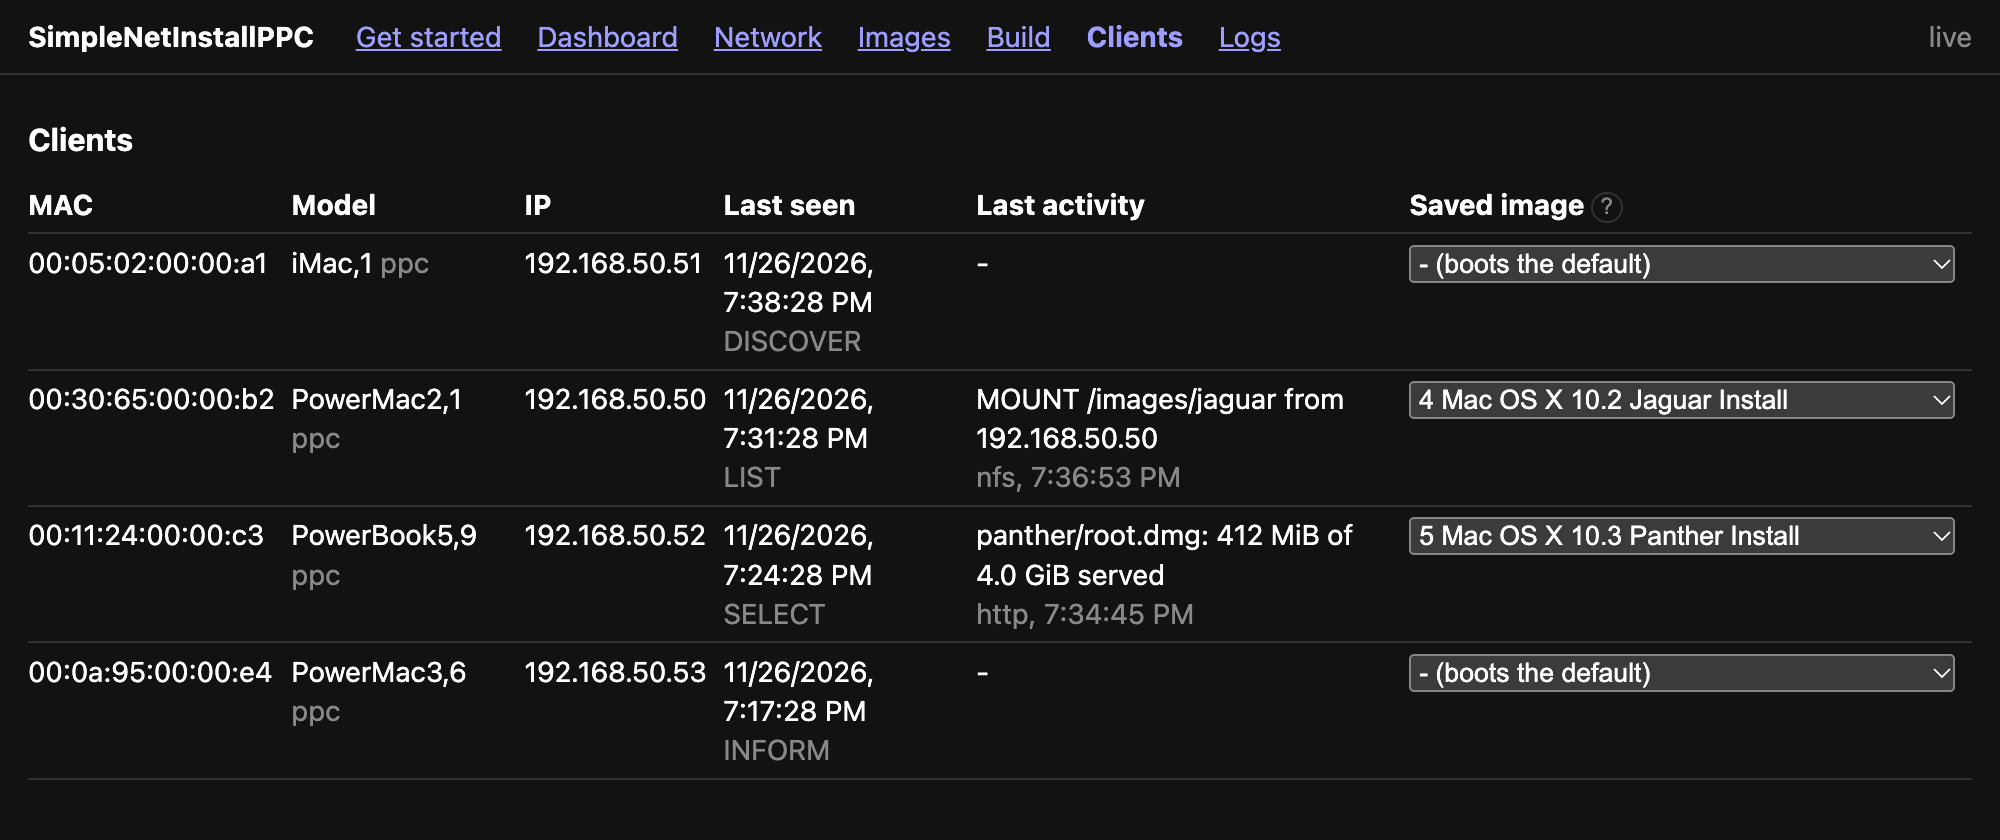 SimpleNetInstallPPC Get started Dashboard Network Images Build Clients Logs live
Clients
MAC Model IP Last seen Last activity Saved image ?
00:05:02:00:00:a1 iMac,1 ppc 192.168.50.51 11/26/2026, - - (boots the default)
7:38:28 PM
DISCOVER
00:30:65:00:00:b2 PowerMac2,1 192.168.50.50 11/26/2026, MOUNT /images/jaguar from 4 Mac OS X 10.2 Jaguar Install
ppc 7:31:28 PM 192.168.50.50
LIST nfs, 7:36:53 PM
00:11:24:00:00:c3 PowerBook5,9 192.168.50.52 11/26/2026, panther/root.dmg: 412 MiB of 5 Mac OS X 10.3 Panther Install
ppc 7:24:28 PM 4.0 GiB served
SELECT http, 7:34:45 PM
00:0a:95:00:00:e4 PowerMac3,6 192.168.50.53 11/26/2026, - - (boots the default)
ppc 7:17:28 PM
INFORM